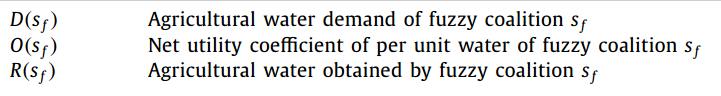 D(s_f) Agricultural water demand of fuzzy coalition s_f
O(s_f) Net utility coefficient of per unit water of fuzzy coalition s_f
R(s_f) Agricultural water obtained by fuzzy coalition s_f